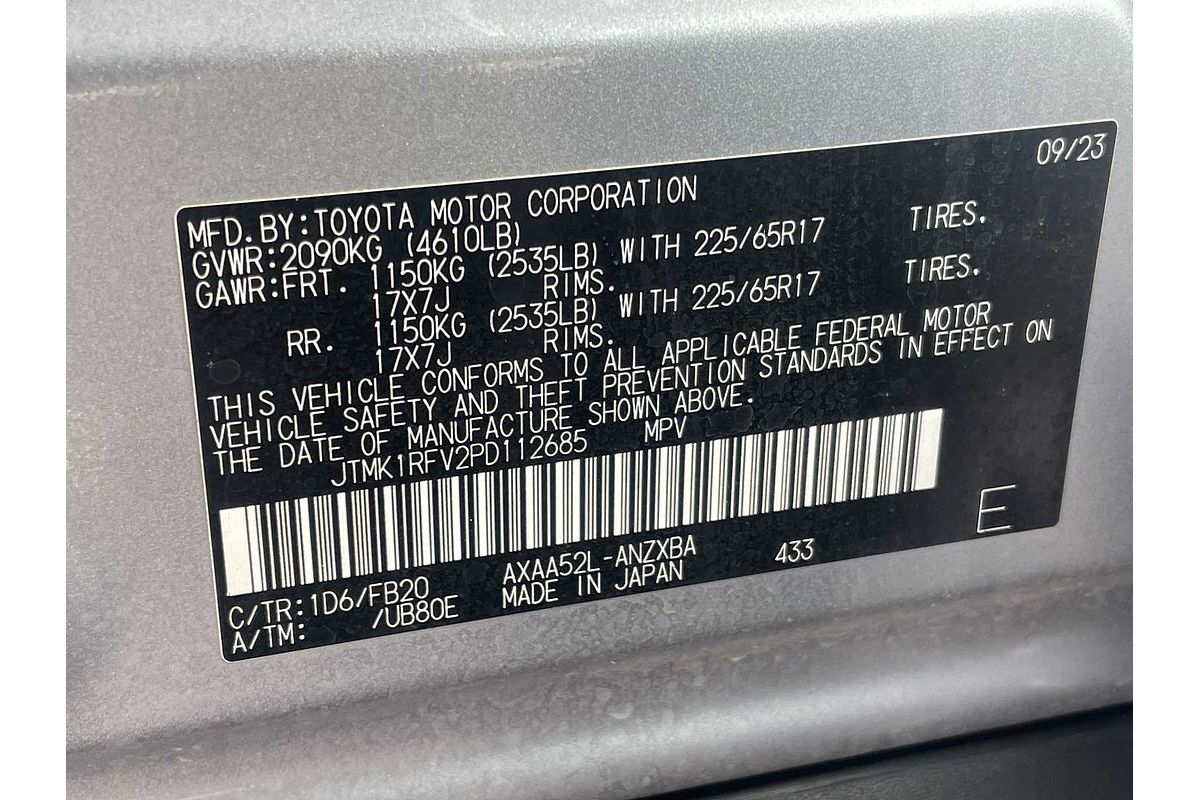 09/23
MFD.BY:TOYOTA MOTOR CORPORATION
GVWR:2090KG (4610LB)
GAWR:FRT. 1150KG (2535LB) WITH 225/65R17 TIRES.
17X7J RIMS.
RR. 1150KG (2535LB) WITH 225/65R17 TIRES.
17X7J RIMS.
THIS VEHICLE CONFORMS TO ALL APPLICABLE FEDERAL MOTOR
VEHICLE SAFETY AND THEFT PREVENTION STANDARDS IN EFFECT ON
THE DATE OF MANUFACTURE SHOWN ABOVE.
JTMK1RFV2PD112685 MPV
E
C/TR:1D6/FB20 AXAA52L-ANZXBA 433
A/TM: /UB80E MADE IN JAPAN